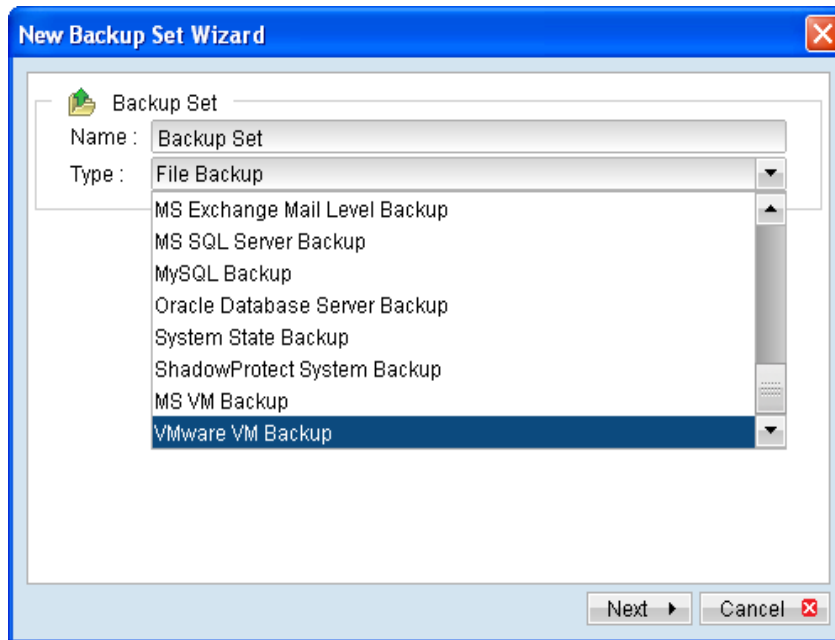 New Backup Set Wizard
Backup Set
Name : Backup Set
Type : File Backup
MS Exchange Mail Level Backup
MS SQL Server Backup
MySQL Backup
Oracle Database Server Backup
System State Backup
ShadowProtect System Backup
MS VM Backup
VMware VM Backup
Next Cancel